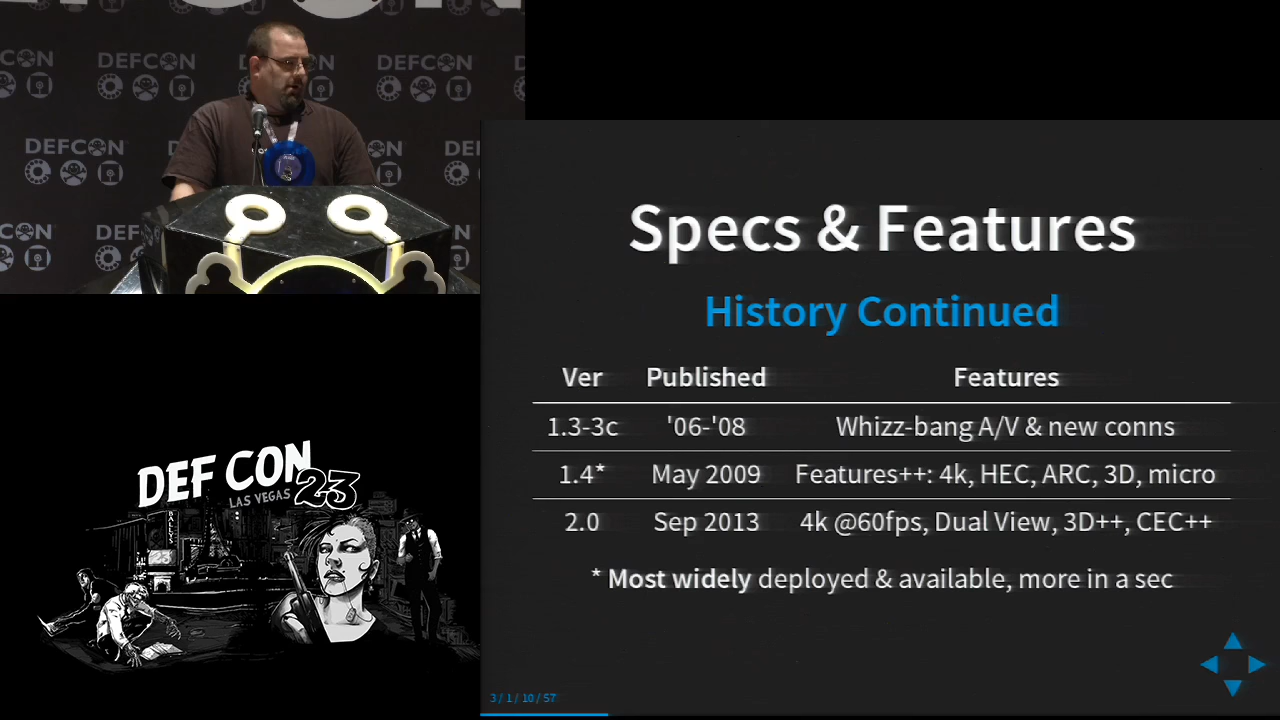 DEFCON
DEFCON
DEFCON
DEFCON
DEF
DEF
Specs & Features
History Continued
Ver Published Features
1.3-3c '06-'08 Whizz-bang A/V & new conns
1.4* May 2009 Features++: 4k, HEC, ARC, 3D, micro
2.0 Sep 2013 4k @60fps, Dual View, 3D++, CEC++
* Most widely deployed & available, more in a sec
DEF CON
LAS VEGAS 23
3 / 1 / 10 / 57